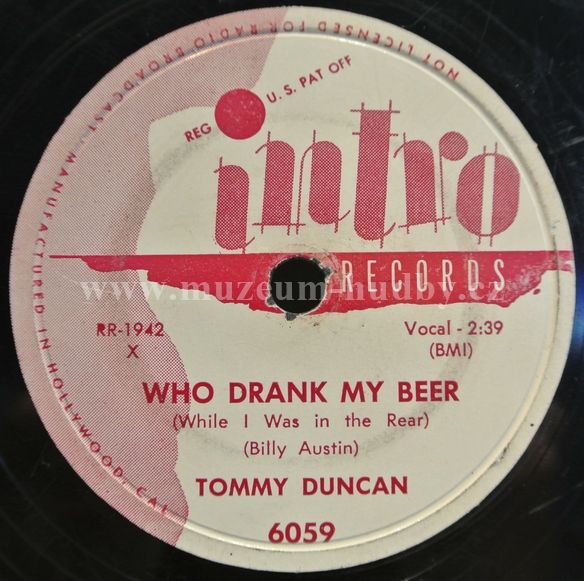 NOT LICENSED FOR RADIO BROADCAST. MANUFACTURED IN HOLLYWOOD, CAL.
REG U. S. PAT OFF
intro
RECORDS
www.muzeum-hudby.cz
RR-1942
X
Vocal - 2:39
(BMI)
WHO DRANK MY BEER
(While I Was in the Rear)
(Billy Austin)
TOMMY DUNCAN
6059